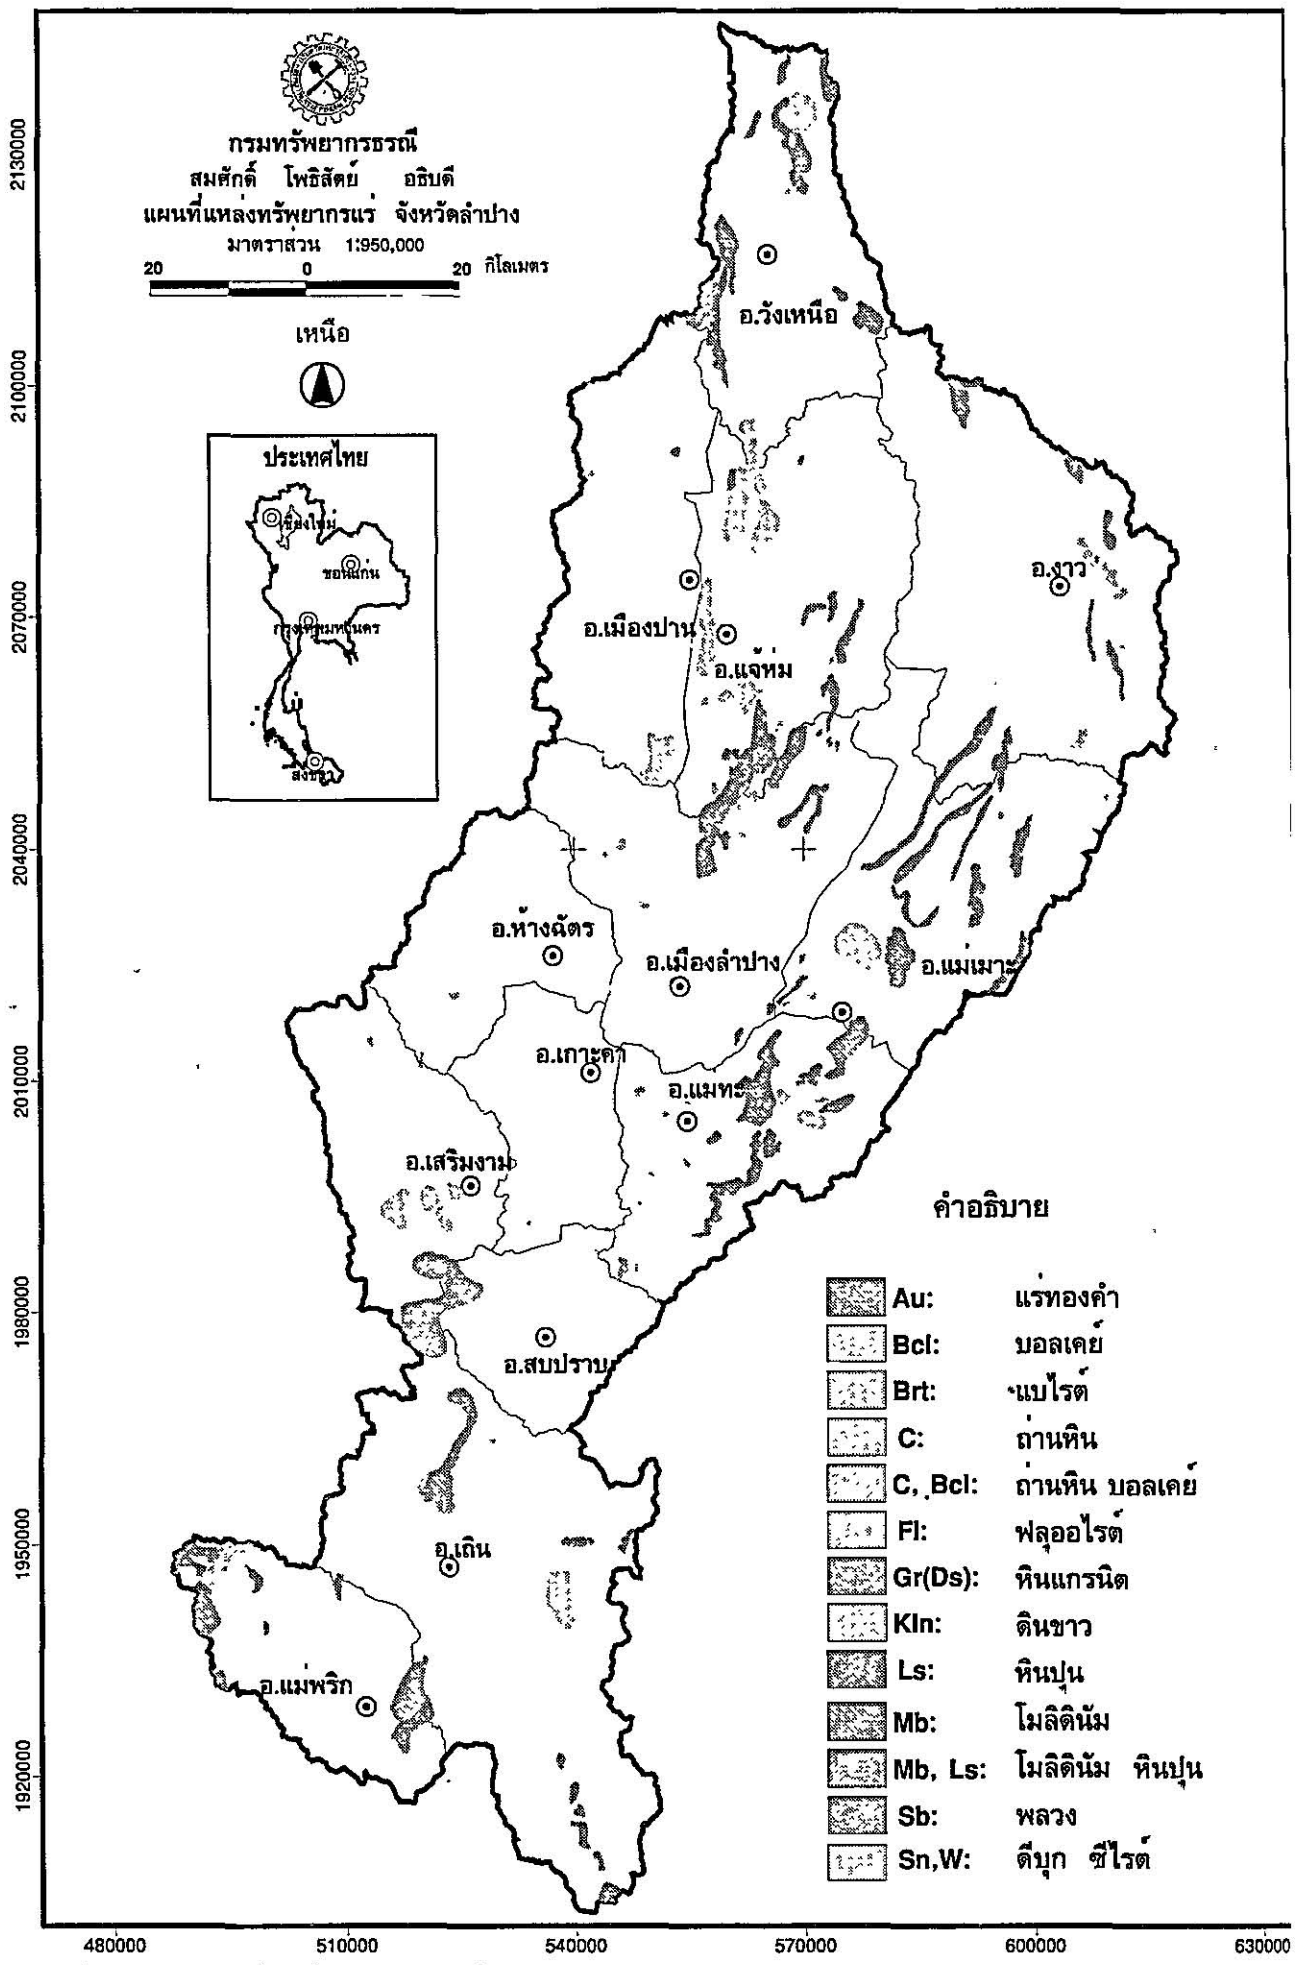 กรมทรัพยากรธรณี
สมศักดิ์ โพธิสัตย์ อธิบดี
แผนที่แหล่งทรัพยากรแร่ จังหวัดลำปาง
มาตราส่วน 1:950,000
20 0 20 กิโลเมตร
เหนือ
ประเทศไทย
เชียงใหม่
ขอนแก่น
กรุงเทพมหานคร
สงขลา
2130000
2100000
2070000
2040000
2010000
1980000
1950000
1920000
อ.วังเหนือ
อ.งาว
อ.เมืองปาน
อ.แจ้ห่ม
อ.ห้างฉัตร
อ.เมืองลำปาง
อ.แม่เมาะ
อ.เกาะคา
อ.แมทะ
อ.เสริมงาม
อ.สบปราบ
อ.เถิน
อ.แม่พริก
คำอธิบาย
Au: แร่ทองคำ
Bcl: บอลเคย์
Brt: แบไรต์
C: ถ่านหิน
C, Bcl: ถ่านหิน บอลเคย์
Fl: ฟลูออไรต์
Gr(Ds): หินแกรนิต
Kln: ดินขาว
Ls: หินปูน
Mb: โมลิดินัม
Mb, Ls: โมลิดินัม หินปูน
Sb: พลวง
Sn,W: ดีบุก ซีไรต์
480000 510000 540000 570000 600000 630000